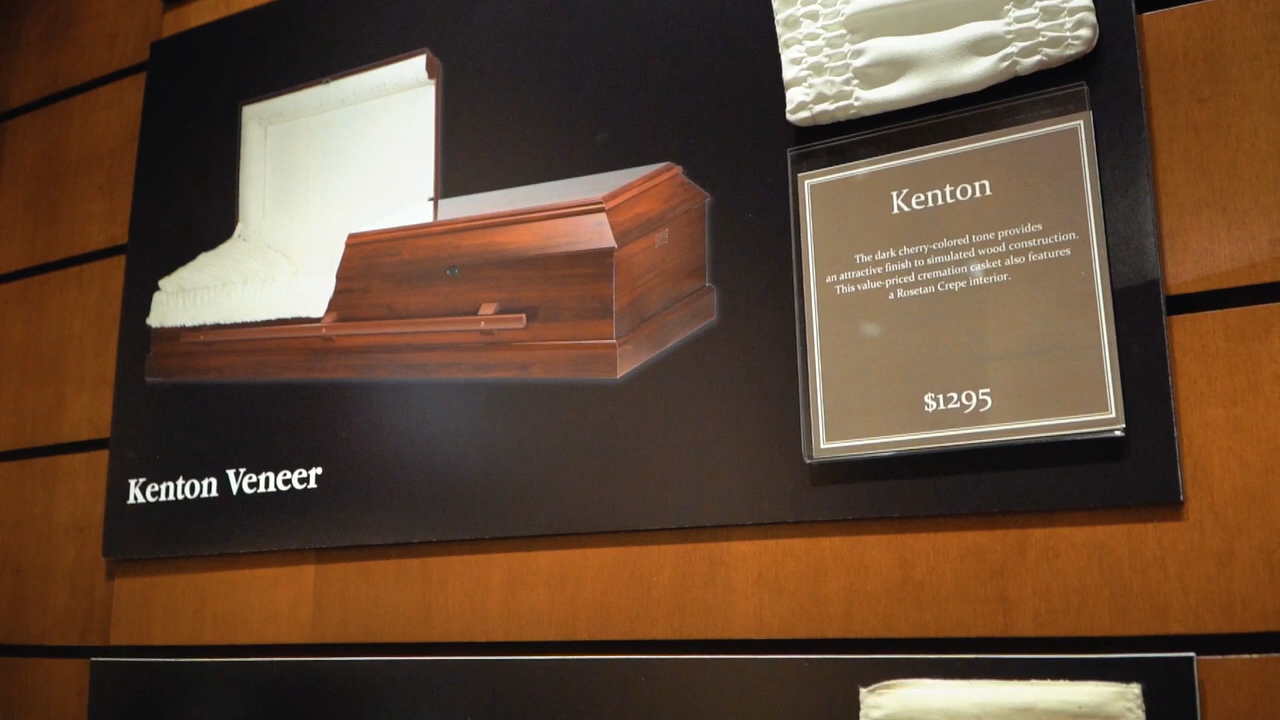 Kenton
The dark cherry-colored tone provides
an attractive finish to simulated wood construction.
This value-priced cremation casket also features
a Rosetan Crepe interior.
$1295
Kenton Veneer